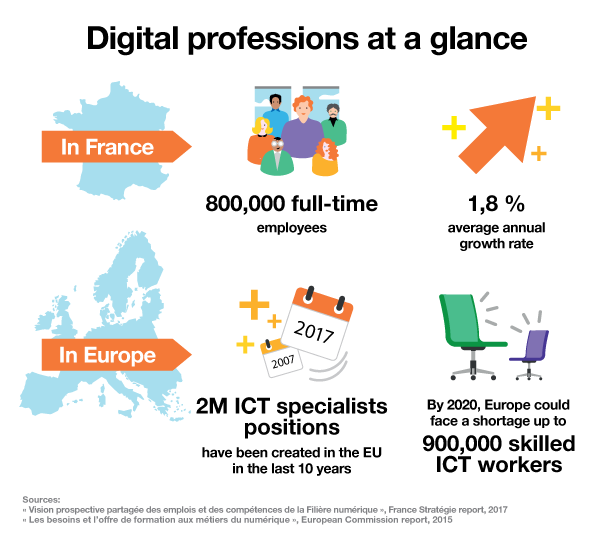 Digital professions at a glance
In France
800,000 full-time
employees
1,8 %
average annual
growth rate
In Europe
2017
2007
2M ICT specialists
positions
have been created in the EU
in the last 10 years
By 2020, Europe could
face a shortage up to
900,000 skilled
ICT workers
Sources:
« Vision prospective partagée des emplois et des compétences de la Filière numérique », France Stratégie report, 2017
« Les besoins et l'offre de formation aux métiers du numérique », European Commission report, 2015